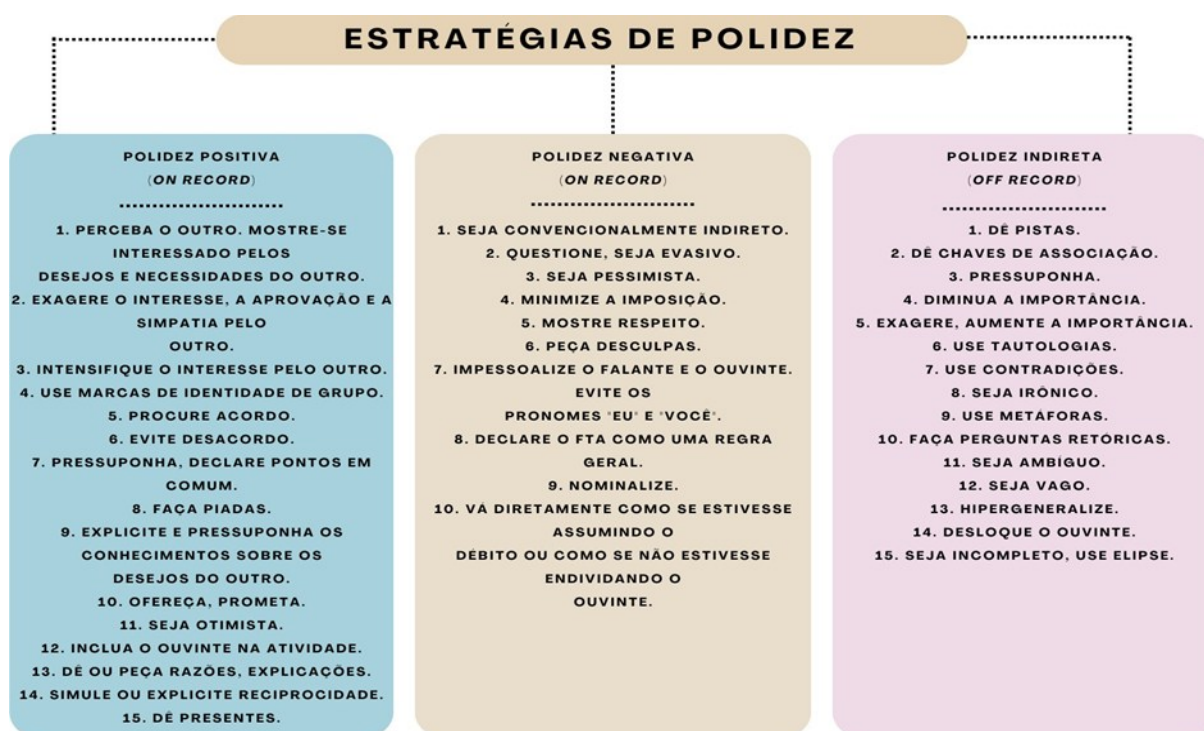 ESTRATÉGIAS DE POLIDEZ
POLIDEZ POSITIVA
(ON RECORD)
1. PERCEBA O OUTRO. MOSTRE-SE
INTERESSADO PELOS
DESEJOS E NECESSIDADES DO OUTRO.
2. EXAGERE O INTERESSE, A APROVAÇÃO E A
SIMPATIA PELO
OUTRO.
3. INTENSIFIQUE O INTERESSE PELO OUTRO.
4. USE MARCAS DE IDENTIDADE DE GRUPO.
5. PROCURE ACORDO.
6. EVITE DESACORDO.
7. PRESSUPONHA, DECLARE PONTOS EM
COMUM.
8. FAÇA PIADAS.
9. EXPLICITE E PRESSUPONHA OS
CONHECIMENTOS SOBRE OS
DESEJOS DO OUTRO.
10. OFEREÇA, PROMETA.
11. SEJA OTIMISTA.
12. INCLUA O OUVINTE NA ATIVIDADE.
13. DÊ OU PEÇA RAZÕES, EXPLICAÇÕES.
14. SIMULE OU EXPLICITE RECIPROCIDADE.
15. DÊ PRESENTES.
POLIDEZ NEGATIVA
(ON RECORD)
1. SEJA CONVENCIONALMENTE INDIRETO.
2. QUESTIONE, SEJA EVASIVO.
3. SEJA PESSIMISTA.
4. MINIMIZE A IMPOSIÇÃO.
5. MOSTRE RESPEITO.
6. PEÇA DESCULPAS.
7. IMPESSOALIZE O FALANTE E O OUVINTE.
EVITE OS
PRONOMES "EU" E "VOCÊ".
8. DECLARE O FTA COMO UMA REGRA
GERAL.
9. NOMINALIZE.
10. VÁ DIRETAMENTE COMO SE ESTIVESSE
ASSUMINDO O
DÉBITO OU COMO SE NÃO ESTIVESSE
ENDIVIDANDO O
OUVINTE.
POLIDEZ INDIRETA
(OFF RECORD)
1. DÊ PISTAS.
2. DÊ CHAVES DE ASSOCIAÇÃO.
3. PRESSUPONHA.
4. DIMINUA A IMPORTÂNCIA.
5. EXAGERE, AUMENTE A IMPORTÂNCIA.
6. USE TAUTOLOGIAS.
7. USE CONTRADIÇÕES.
8. SEJA IRÔNICO.
9. USE METÁFORAS.
10. FAÇA PERGUNTAS RETÓRICAS.
11. SEJA AMBÍGUO.
12. SEJA VAGO.
13. HIPERGENERALIZE.
14. DESLOQUE O OUVINTE.
15. SEJA INCOMPLETO, USE ELIPSE.